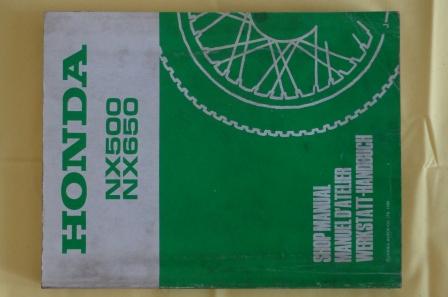 HONDA
NX500
NX650
SHOP MANUAL
MANUEL D'ATELIER
WERKSTATT-HANDBUCH